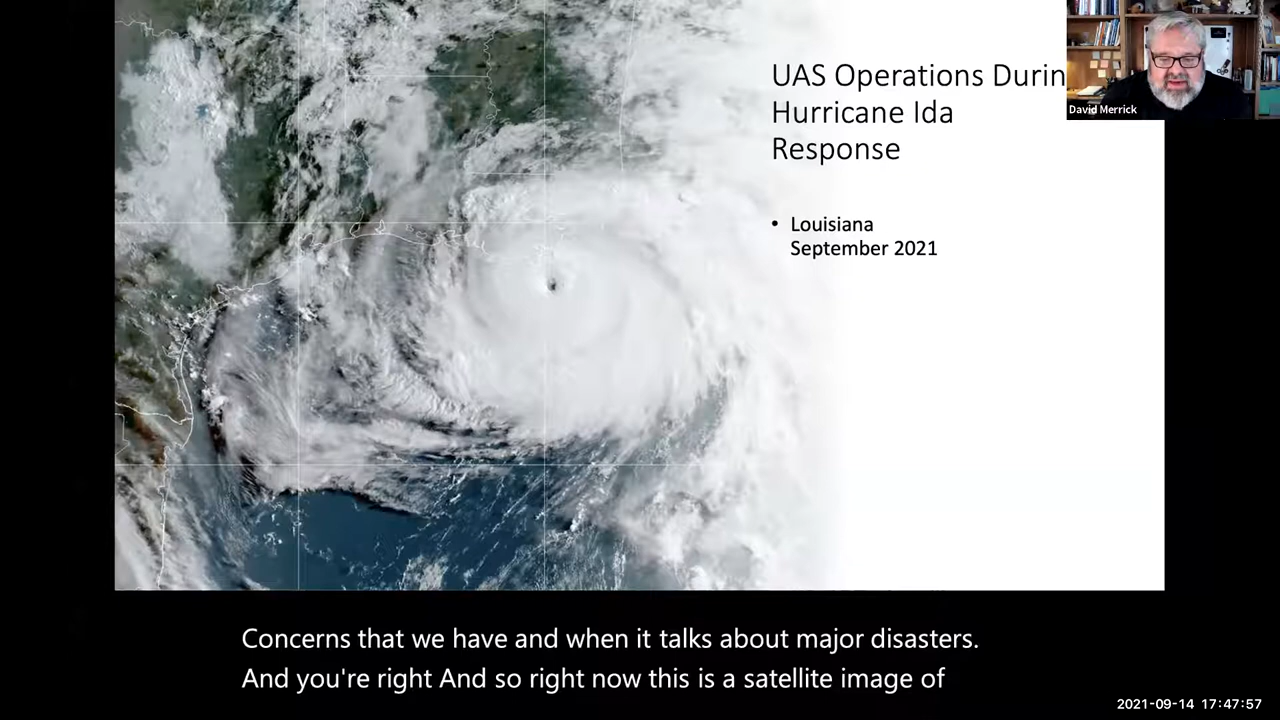 UAS Operations Durin
Hurricane Ida
Response
• Louisiana
September 2021
David Merrick
Concerns that we have and when it talks about major disasters.
And you're right And so right now this is a satellite image of
2021-09-14 17:47:57